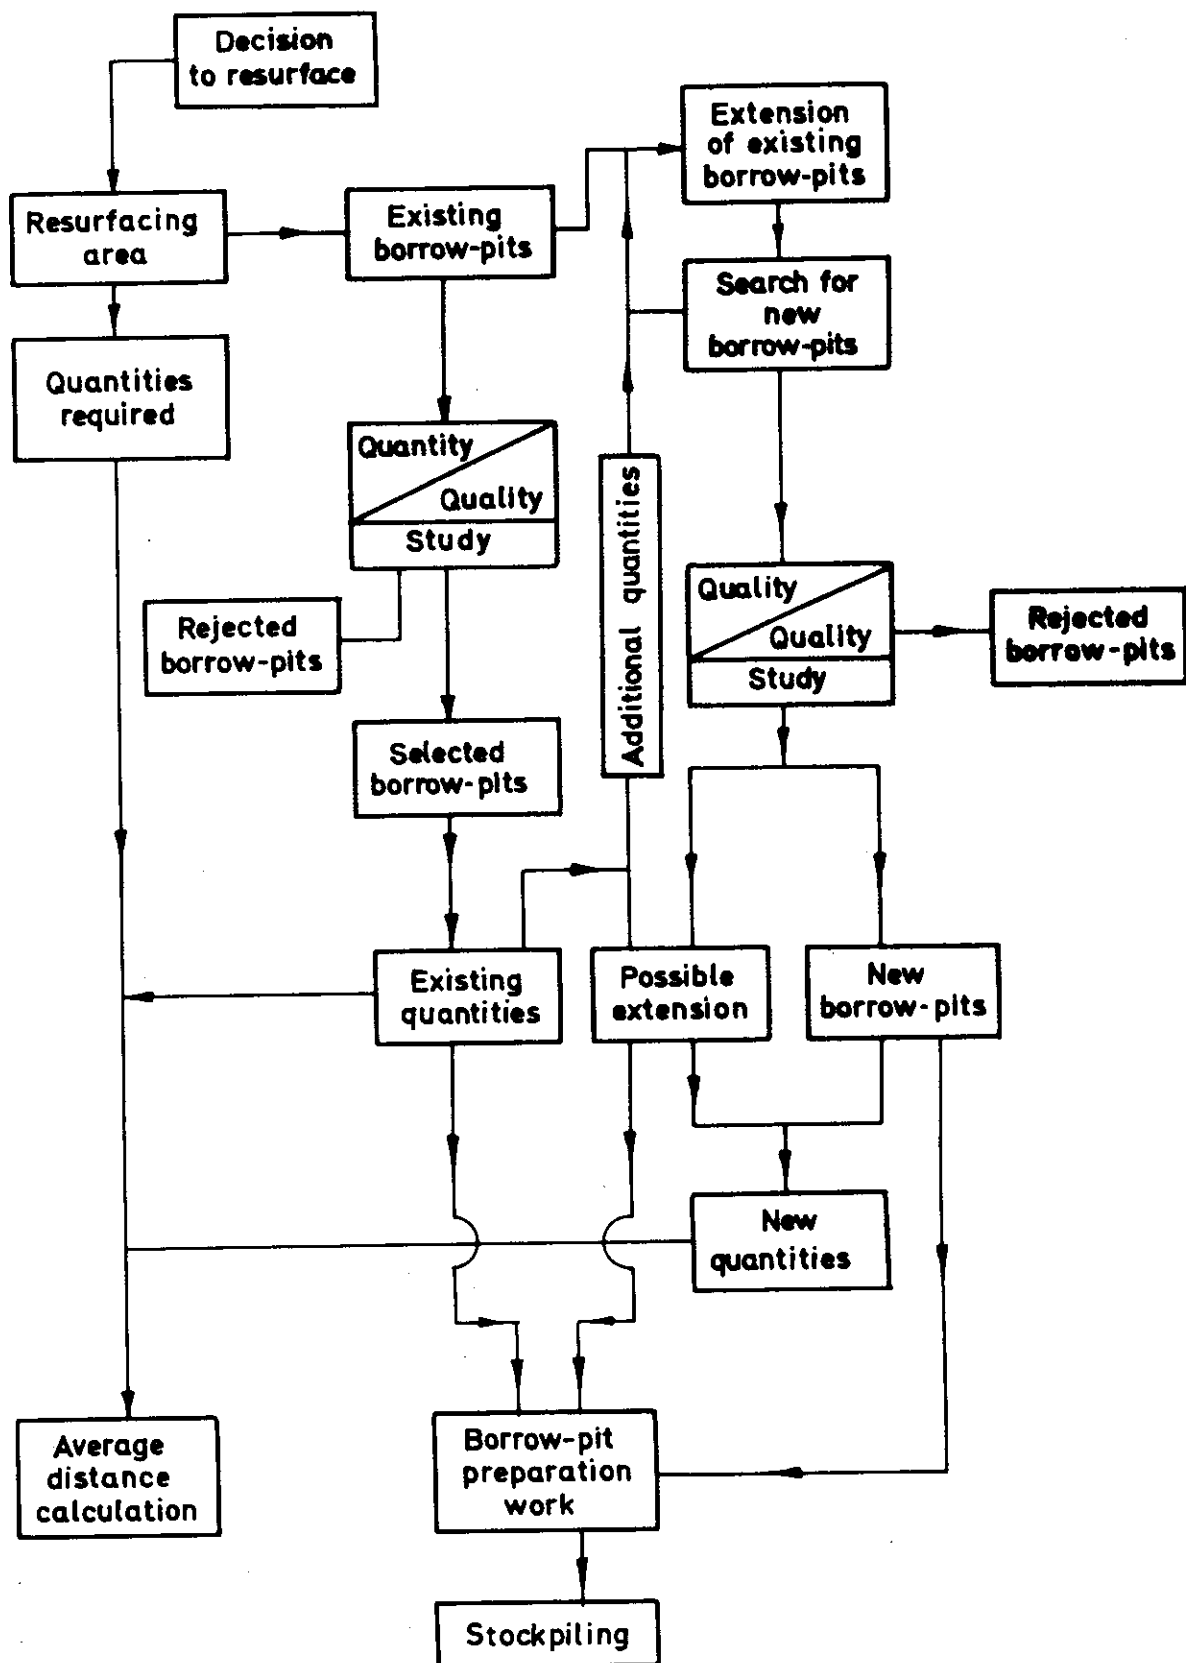 Decision
to resurface
Extension
of existing
borrow-pits
Resurfacing
area
Existing
borrow-pits
Search for
new
borrow-pits
Quantities
required
Quantity
Quality
Study
Additional quantities
Quality
Quality
Study
Rejected
borrow-pits
Rejected
borrow-pits
Selected
borrow-pits
Existing
quantities
Possible
extension
New
borrow-pits
New
quantities
Average
distance
calculation
Borrow-pit
preparation
work
Stockpiling